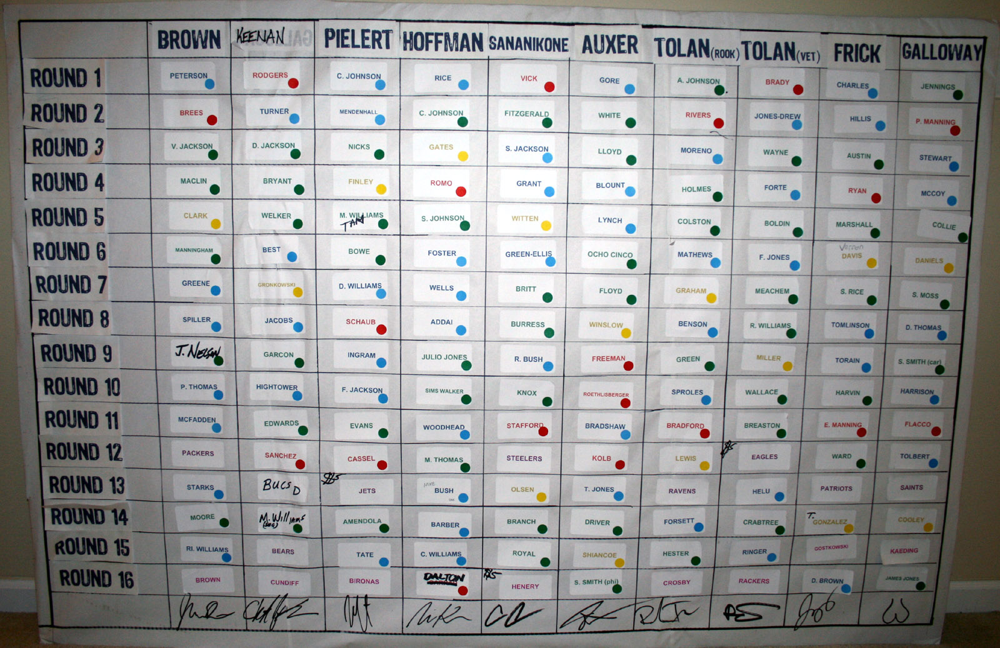 BROWN KEENAN PIELERT HOFFMAN SANANIKONE AUXER TOLAN(ROOK) TOLAN(VET) FRICK GALLOWAY
ROUND 1 PETERSON RODGERS C. JOHNSON RICE VICK GORE A. JOHNSON BRADY CHARLES JENNINGS
ROUND 2 BREES TURNER MENDENHALL C. JOHNSON FITZGERALD WHITE RIVERS JONES-DREW HILLIS P. MANNING
ROUND 3 V. JACKSON D. JACKSON NICKS GATES S. JACKSON LLOYD MORENO WAYNE AUSTIN STEWART
ROUND 4 MACLIN BRYANT FINLEY ROMO GRANT BLOUNT HOLMES FORTE RYAN MCCOY
ROUND 5 CLARK WELKER M. WILLIAMS TAM S. JOHNSON WITTEN LYNCH COLSTON BOLDIN MARSHALL COLLIE
ROUND 6 MANNINGHAM BEST BOWE FOSTER GREEN-ELLIS OCHO CINCO MATHEWS F. JONES Vernon DAVIS DANIELS
ROUND 7 GREENE GRONKOWSKI D. WILLIAMS WELLS BRITT FLOYD GRAHAM MEACHEM S. RICE S. MOSS
ROUND 8 SPILLER JACOBS SCHAUB ADDAI BURRESS WINSLOW BENSON R. WILLIAMS TOMLINSON D. THOMAS
ROUND 9 J. NELSON GARCON INGRAM JULIO JONES R. BUSH FREEMAN GREEN MILLER TORAIN S. SMITH (car)
ROUND 10 P. THOMAS HIGHTOWER F. JACKSON SIMS WALKER KNOX ROETHLISBERGER SPROLES WALLACE HARVIN HARRISON
ROUND 11 MCFADDEN EDWARDS EVANS WOODHEAD STAFFORD BRADSHAW BRADFORD BREASTON E. MANNING FLACCO
ROUND 12 PACKERS SANCHEZ CASSEL M. THOMAS STEELERS KOLB LEWIS $5 EAGLES WARD TOLBERT
ROUND 13 STARKS BUCS D $5 JETS MIKE BUSH OLSEN T. JONES RAVENS HELU PATRIOTS SAINTS
ROUND 14 MOORE M. Williams (SEA) AMENDOLA BARBER BRANCH DRIVER FORSETT CRABTREE T. GONZALEZ COOLEY
ROUND 15 RI. WILLIAMS BEARS TATE C. WILLIAMS ROYAL SHIANCOE HESTER RINGER GOSTKOWSKI KAEDING
ROUND 16 BROWN CUNDIFF BIRONAS DALTON $5 HENERY S. SMITH (phi) CROSBY RACKERS D. BROWN JAMES JONES